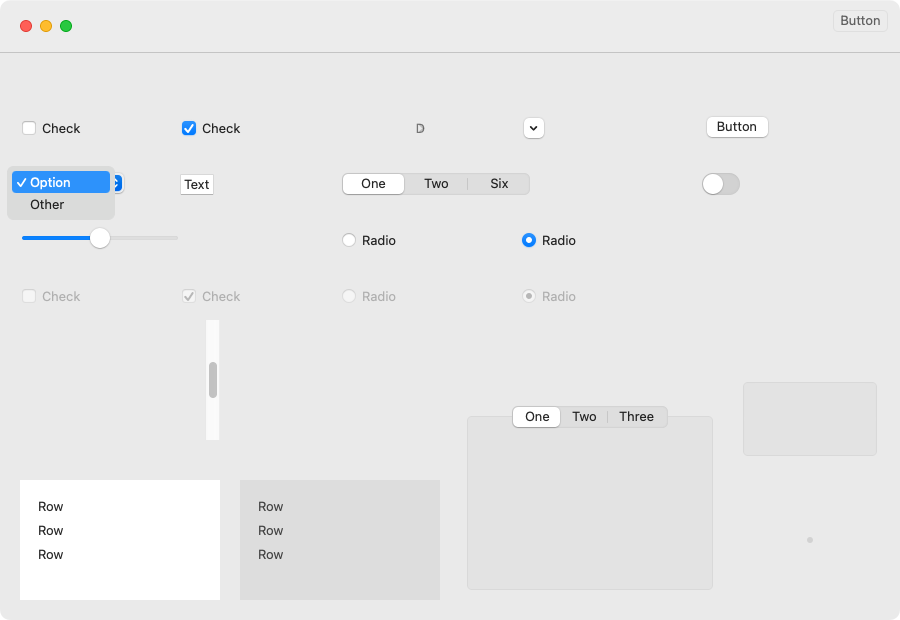 Button
Check
Check
D
Button
Option
Other
Text
One Two Six
Radio
Radio
Check
Check
Radio
Radio
One Two Three
Row
Row
Row
Row
Row
Row